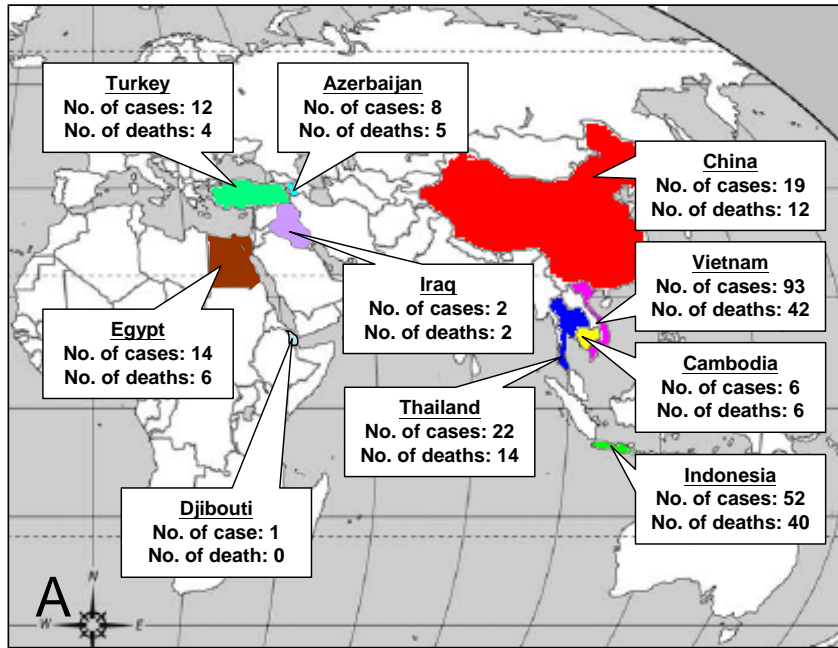 Turkey
No. of cases: 12
No. of deaths: 4
Azerbaijan
No. of cases: 8
No. of deaths: 5
China
No. of cases: 19
No. of deaths: 12
Vietnam
No. of cases: 93
No. of deaths: 42
Iraq
No. of cases: 2
No. of deaths: 2
Egypt
No. of cases: 14
No. of deaths: 6
Cambodia
No. of cases: 6
No. of deaths: 6
Thailand
No. of cases: 22
No. of deaths: 14
Indonesia
No. of cases: 52
No. of deaths: 40
Djibouti
No. of case: 1
No. of death: 0
A
N
W
E